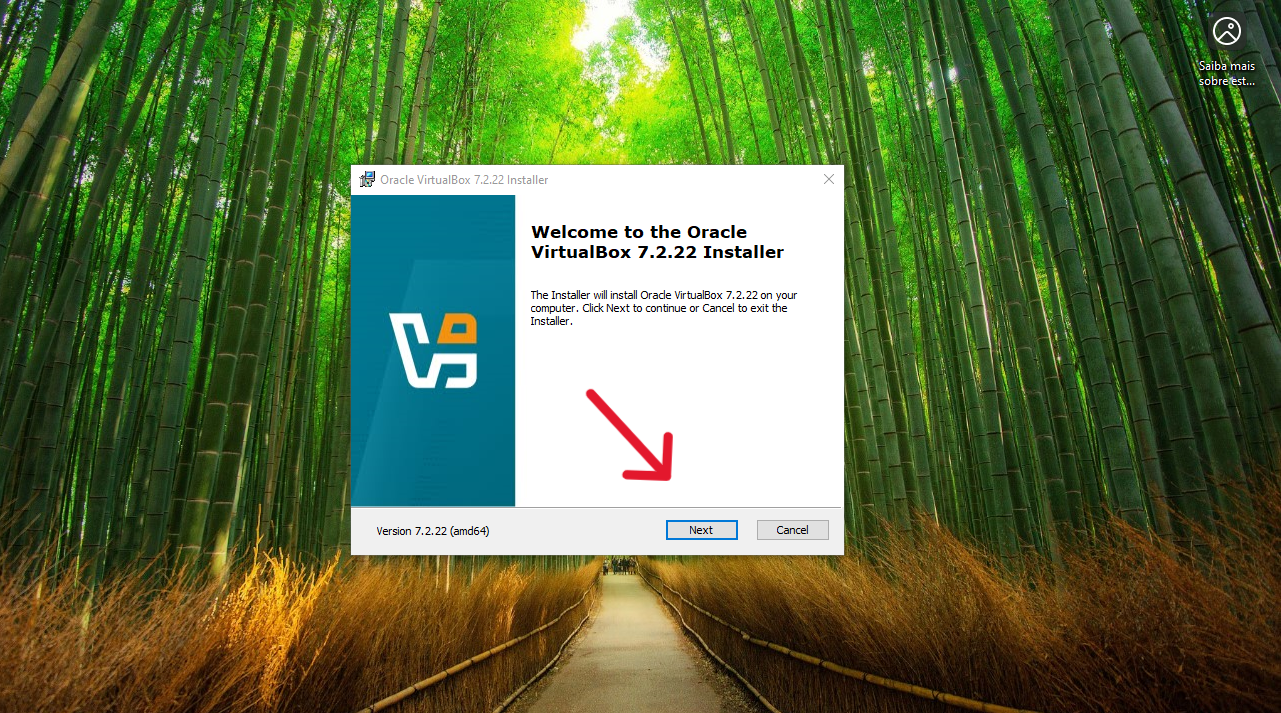 Saiba mais
sobre est...
Oracle VirtualBox 7.2.22 Installer
Welcome to the Oracle
VirtualBox 7.2.22 Installer
The Installer will install Oracle VirtualBox 7.2.22 on your
computer. Click Next to continue or Cancel to exit the
Installer.
Version 7.2.22 (amd64)
Next
Cancel